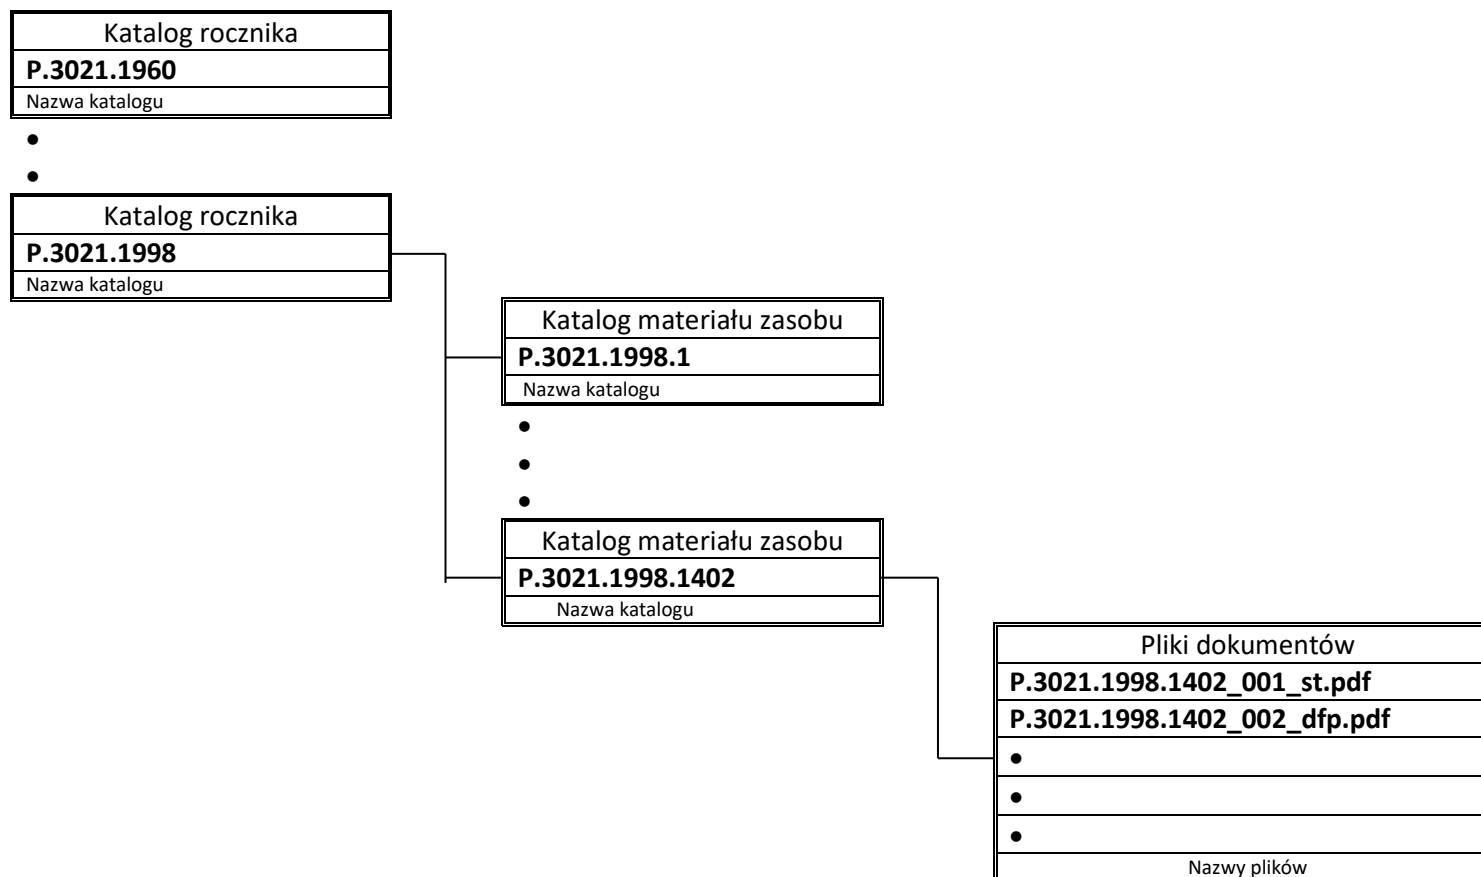 Katalog rocznika
P.3021.1960
Nazwa katalogu
•
•
Katalog rocznika
P.3021.1998
Nazwa katalogu
Katalog materiału zasobu
P.3021.1998.1
Nazwa katalogu
•
•
•
Katalog materiału zasobu
P.3021.1998.1402
Nazwa katalogu
Pliki dokumentów
P.3021.1998.1402_001_st.pdf
P.3021.1998.1402_002_dfp.pdf
•
•
•
Nazwy plików